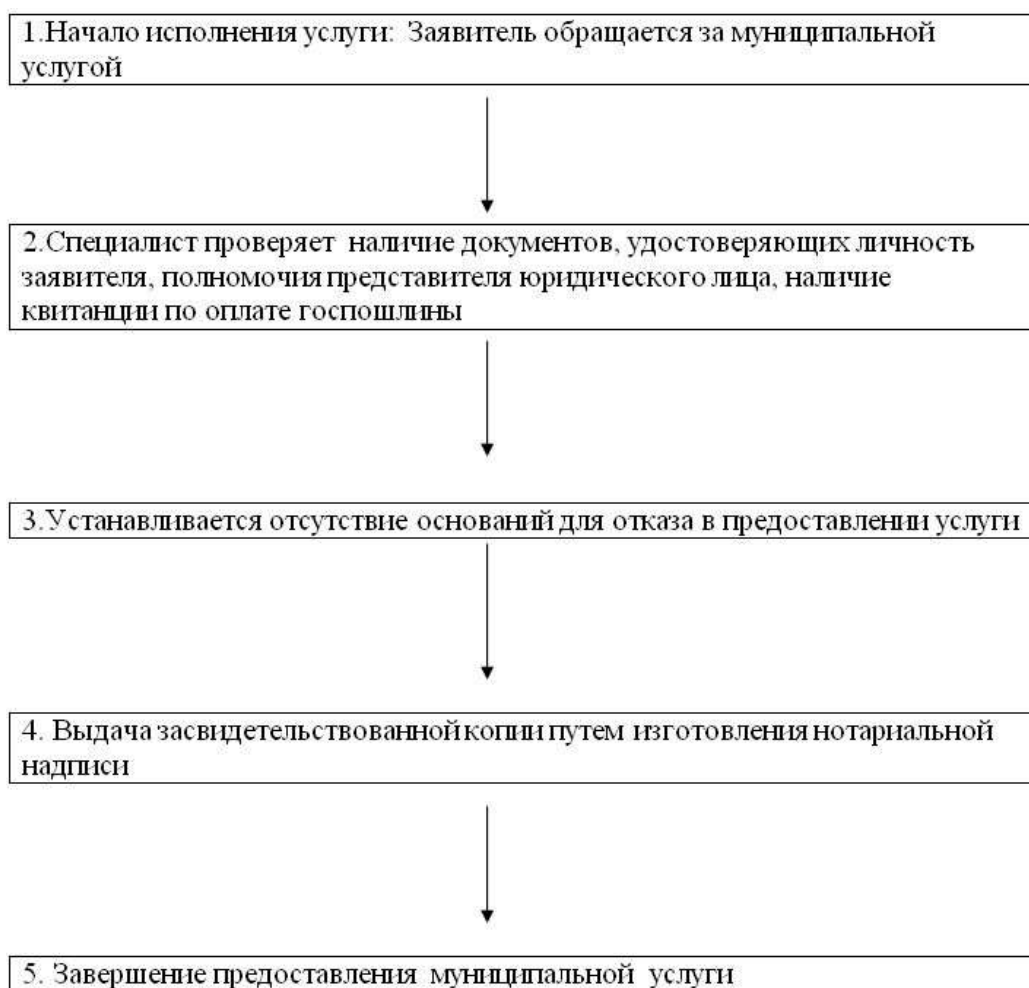 1.Начало исполнения услуги: Заявитель обращается за муниципальной
услугой
2.Специалист проверяет наличие документов, удостоверяющих личность
заявителя, полномочия представителя юридического лица, наличие
квитанции по оплате госпошлины
3.Устанавливается отсутствие оснований для отказа в предоставлении услуги
4. Выдача засвидетельствованной копии путем изготовления нотариальной
надписи
5. Завершение предоставления муниципальной услуги